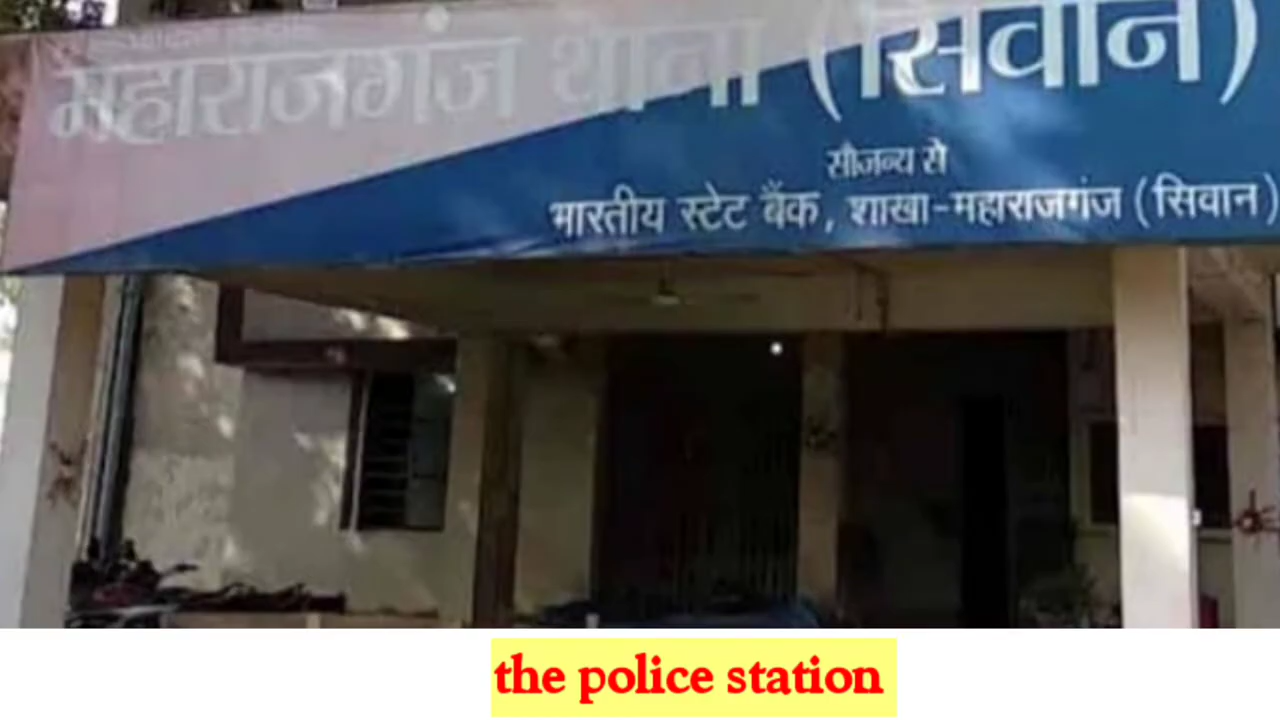 महाराजगंज थाना (सिवान)
सौजन्य से
भारतीय स्टेट बैंक, शाखा-महाराजगंज (सिवान)
the police station